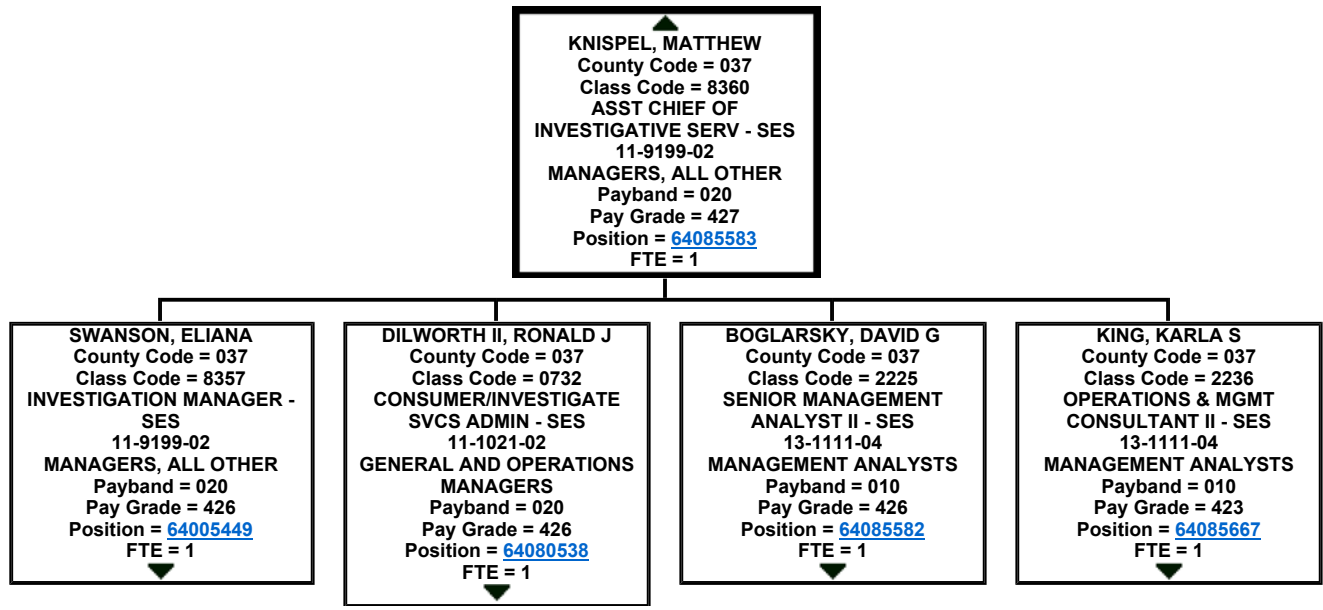 KNISPEL, MATTHEW
County Code = 037
Class Code = 8360
ASST CHIEF OF
INVESTIGATIVE SERV - SES
11-9199-02
MANAGERS, ALL OTHER
Payband = 020
Pay Grade = 427
Position = 64085583
FTE = 1
SWANSON, ELIANA
County Code = 037
Class Code = 8357
INVESTIGATION MANAGER -
SES
11-9199-02
MANAGERS, ALL OTHER
Payband = 020
Pay Grade = 426
Position = 64005449
FTE = 1
DILWORTH II, RONALD J
County Code = 037
Class Code = 0732
CONSUMER/INVESTIGATE
SVCS ADMIN - SES
11-1021-02
GENERAL AND OPERATIONS
MANAGERS
Payband = 020
Pay Grade = 426
Position = 64080538
FTE = 1
BOGLARSKY, DAVID G
County Code = 037
Class Code = 2225
SENIOR MANAGEMENT
ANALYST II - SES
13-1111-04
MANAGEMENT ANALYSTS
Payband = 010
Pay Grade = 426
Position = 64085582
FTE = 1
KING, KARLA S
County Code = 037
Class Code = 2236
OPERATIONS & MGMT
CONSULTANT II - SES
13-1111-04
MANAGEMENT ANALYSTS
Payband = 010
Pay Grade = 423
Position = 64085667
FTE = 1